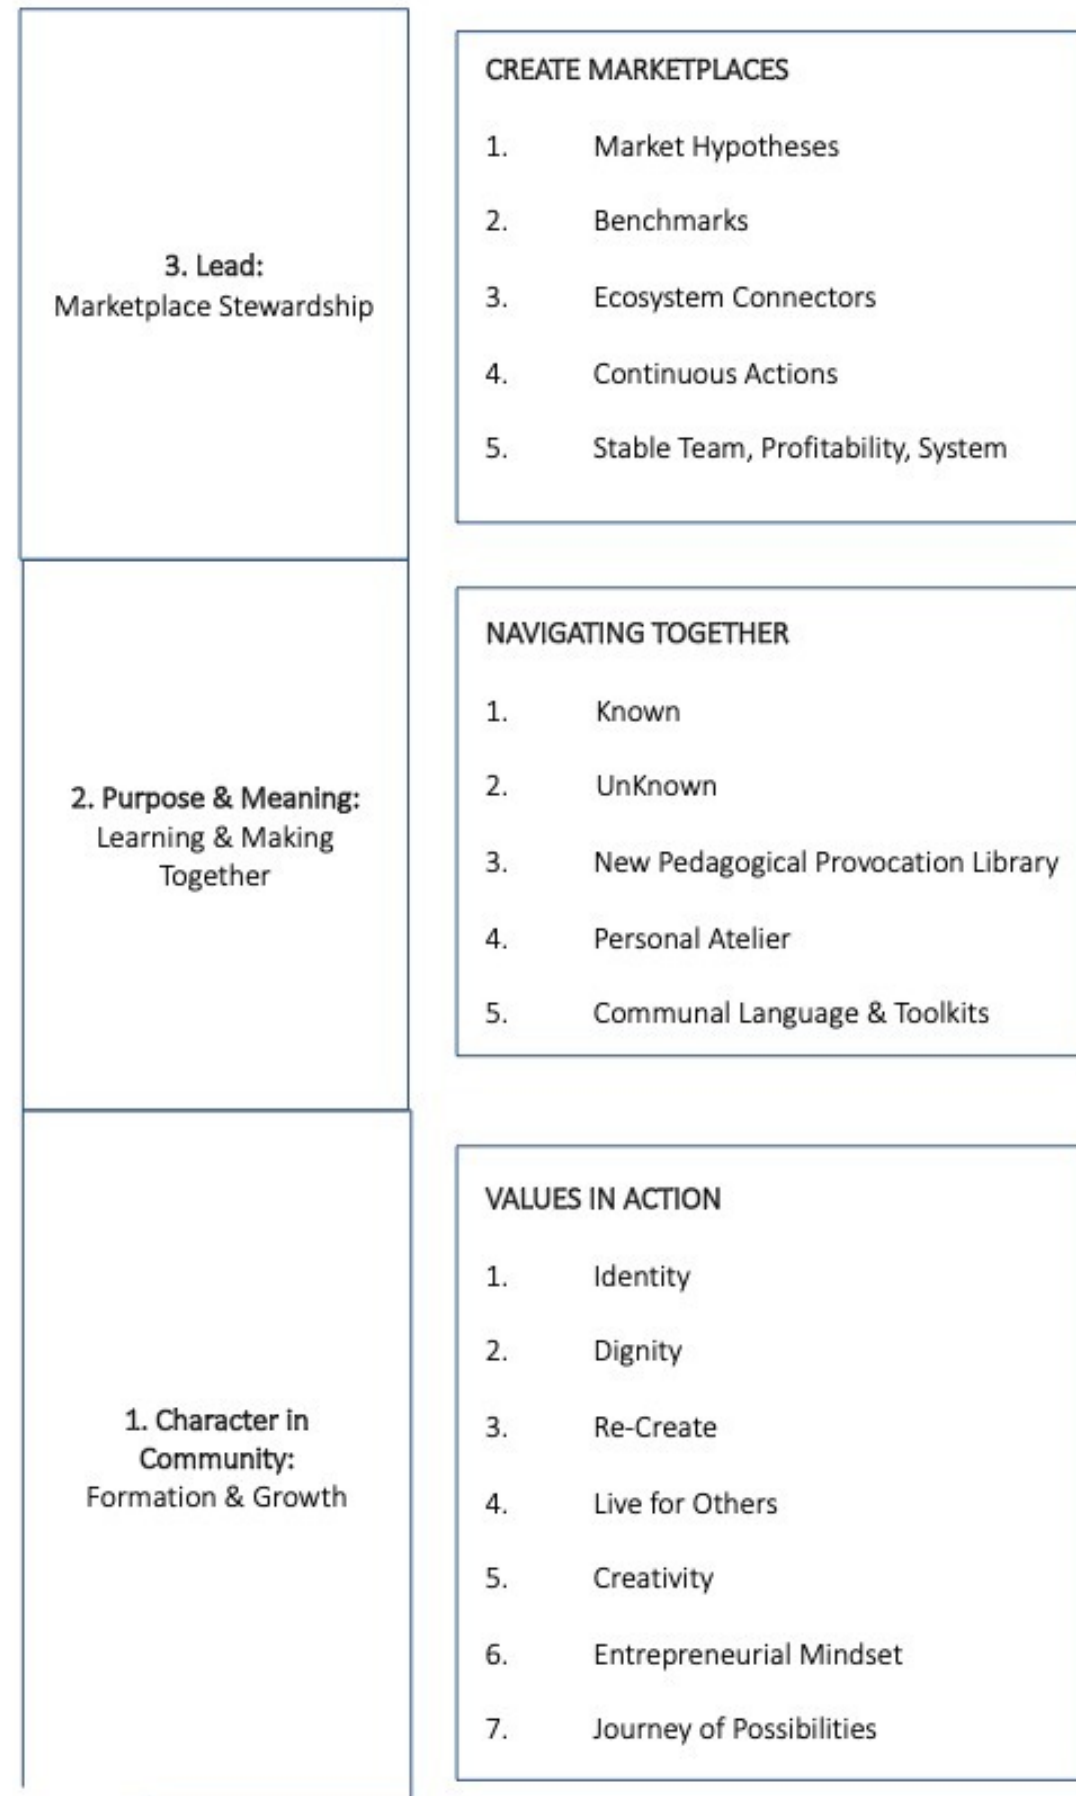 3. Lead:
Marketplace Stewardship
CREATE MARKETPLACES
1. Market Hypotheses
2. Benchmarks
3. Ecosystem Connectors
4. Continuous Actions
5. Stable Team, Profitability, System
2. Purpose & Meaning:
Learning & Making
Together
NAVIGATING TOGETHER
1. Known
2. UnKnown
3. New Pedagogical Provocation Library
4. Personal Atelier
5. Communal Language & Toolkits
1. Character in
Community:
Formation & Growth
VALUES IN ACTION
1. Identity
2. Dignity
3. Re-Create
4. Live for Others
5. Creativity
6. Entrepreneurial Mindset
7. Journey of Possibilities